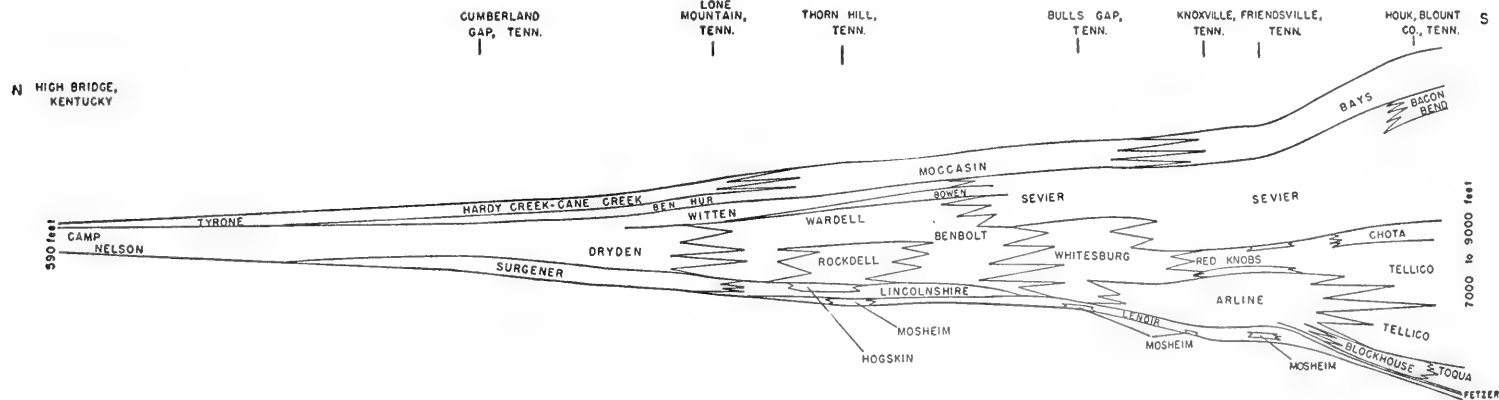 CUMBERLAND
GAP, TENN.
LONE
MOUNTAIN,
TENN.
THORN HILL,
TENN.
BULLS GAP,
TENN.
KNOXVILLE,
TENN.
FRIENDSVILLE,
TENN.
HOUK, BLOUNT
CO., TENN.
S
N
HIGH BRIDGE,
KENTUCKY
BAYS
BACON
BEND
MOCCASIN
HARDY CREEK-CANE CREEK
BEN HUR
BOWEN
TYRONE
WITTEN
WARDELL
SEVIER
SEVIER
CAMP
NELSON
DRYDEN
BENBOLT
CHOTA
590 feet
SURGENER
ROCKDELL
WHITESBURG
RED KNOBS
TELLICO
7000 to 9000 feet
LINCOLNSHIRE
ARLINE
MOSHEIM
HOGSKIN
LENOIR
MOSHEIM
MOSHEIM
TELLICO
BLOCKHOUSE
TOQUA
FETZER